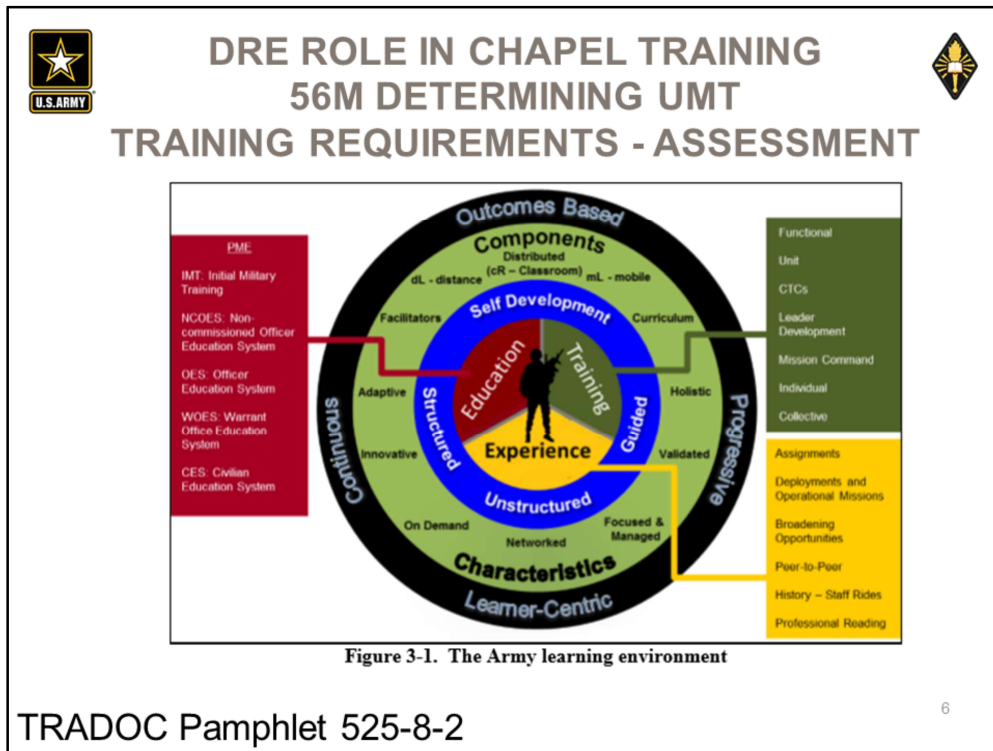 U.S.ARMY
DRE ROLE IN CHAPEL TRAINING
56M DETERMINING UMT
TRAINING REQUIREMENTS - ASSESSMENT
PME
IMT: Initial Military
Training
NCOES: Non-
commissioned Officer
Education System
OES: Officer
Education System
WOES: Warrant
Office Education
System
CES: Civilian
Education System
Outcomes Based
Components
Distributed
(cR – Classroom)
dL - distance
mL - mobile
Facilitators
Self Development
Curriculum
Adaptive
Education
Training
Holistic
Structured
Guided
Continuous
Progressive
Innovative
Experience
Validated
Unstructured
On Demand
Networked
Focused &
Managed
Characteristics
Learner-Centric
Functional
Unit
CTCs
Leader
Development
Mission Command
Individual
Collective
Assignments
Deployments and
Operational Missions
Broadening
Opportunities
Peer-to-Peer
History – Staff Rides
Professional Reading
Figure 3-1. The Army learning environment
TRADOC Pamphlet 525-8-2
6